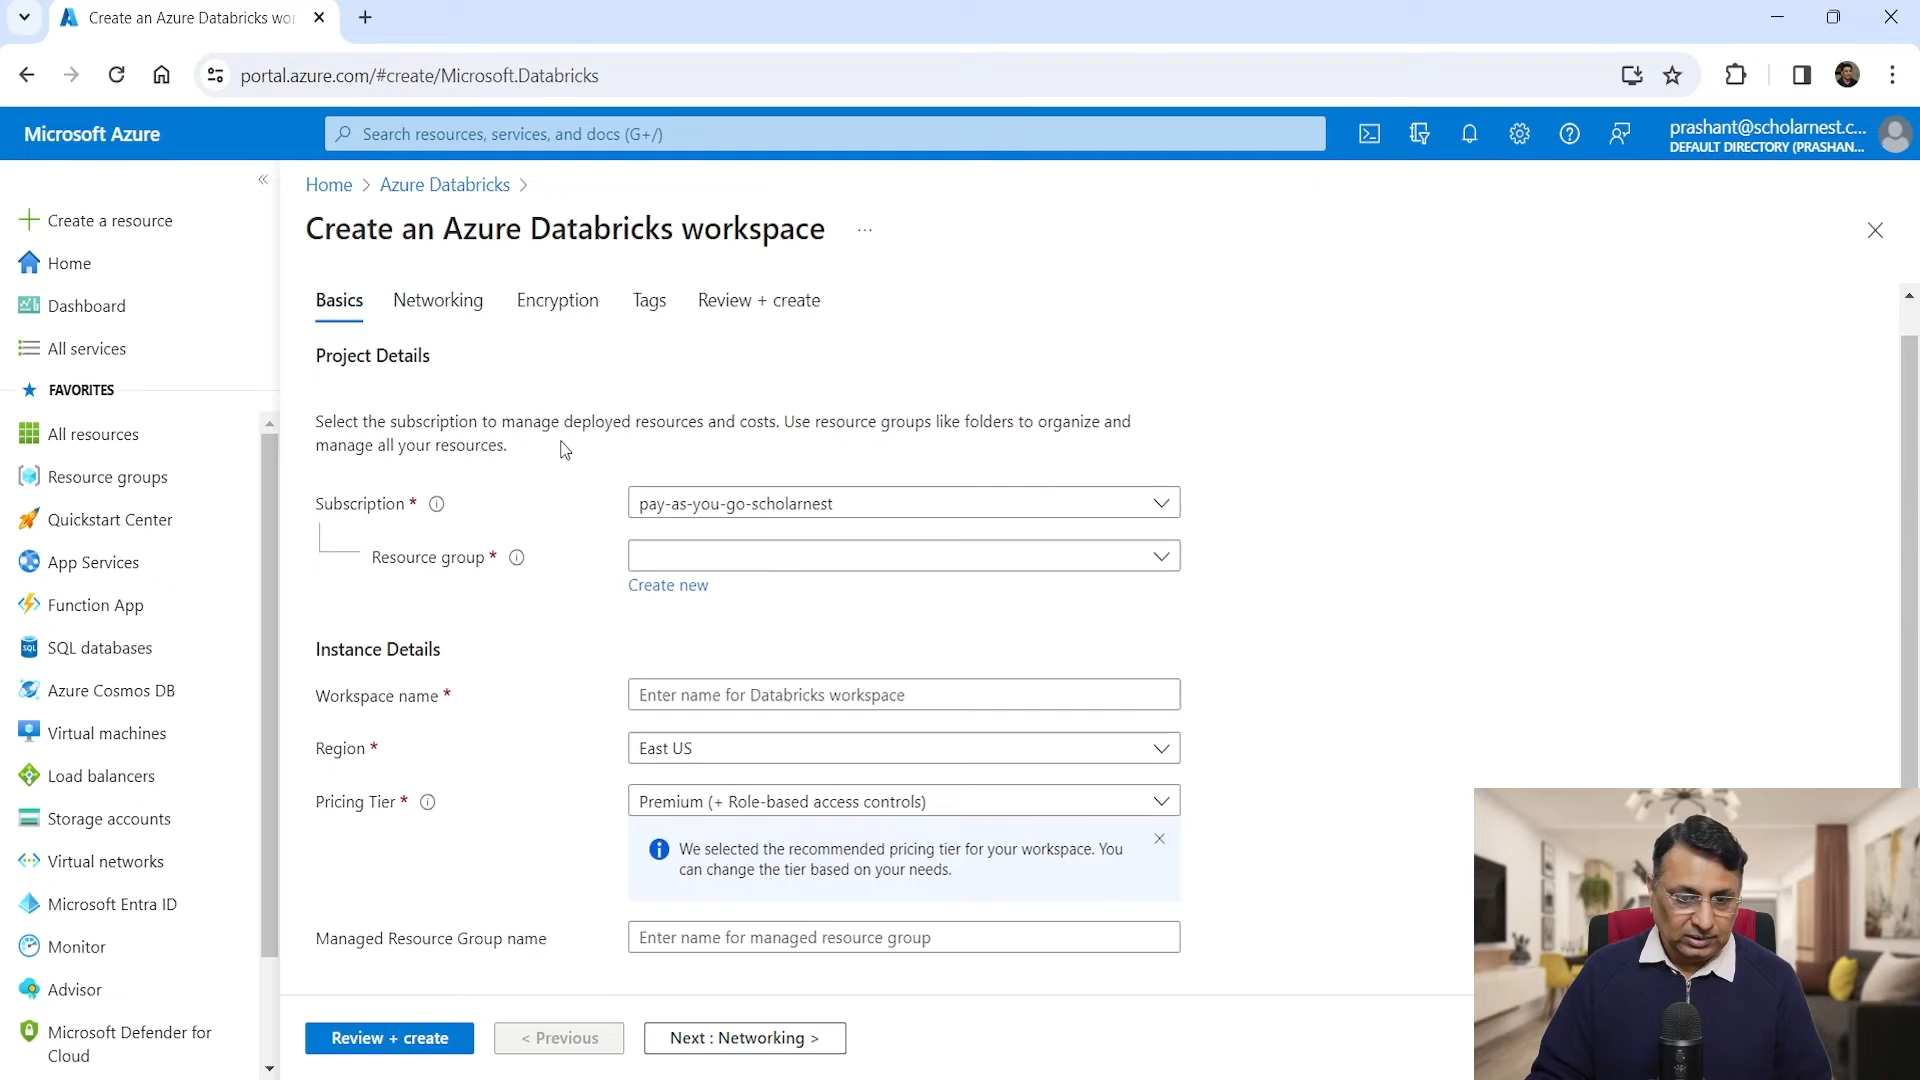 Create an Azure Databricks wor
portal.azure.com/#create/Microsoft.Databricks
Microsoft Azure
Search resources, services, and docs (G+/)
prashant@scholarnest.c...
DEFAULT DIRECTORY (PRASHAN...
Create a resource
Home
Dashboard
All services
FAVORITES
All resources
Resource groups
Quickstart Center
App Services
Function App
SQL databases
Azure Cosmos DB
Virtual machines
Load balancers
Storage accounts
Virtual networks
Microsoft Entra ID
Monitor
Advisor
Microsoft Defender for
Cloud
Home > Azure Databricks >
Create an Azure Databricks workspace ...
Basics Networking Encryption Tags Review + create
Project Details
Select the subscription to manage deployed resources and costs. Use resource groups like folders to organize and
manage all your resources.
Subscription * pay-as-you-go-scholarnest
Resource group *
Create new
Instance Details
Workspace name * Enter name for Databricks workspace
Region * East US
Pricing Tier * Premium (+ Role-based access controls)
We selected the recommended pricing tier for your workspace. You
can change the tier based on your needs.
Managed Resource Group name Enter name for managed resource group
Review + create < Previous Next : Networking >